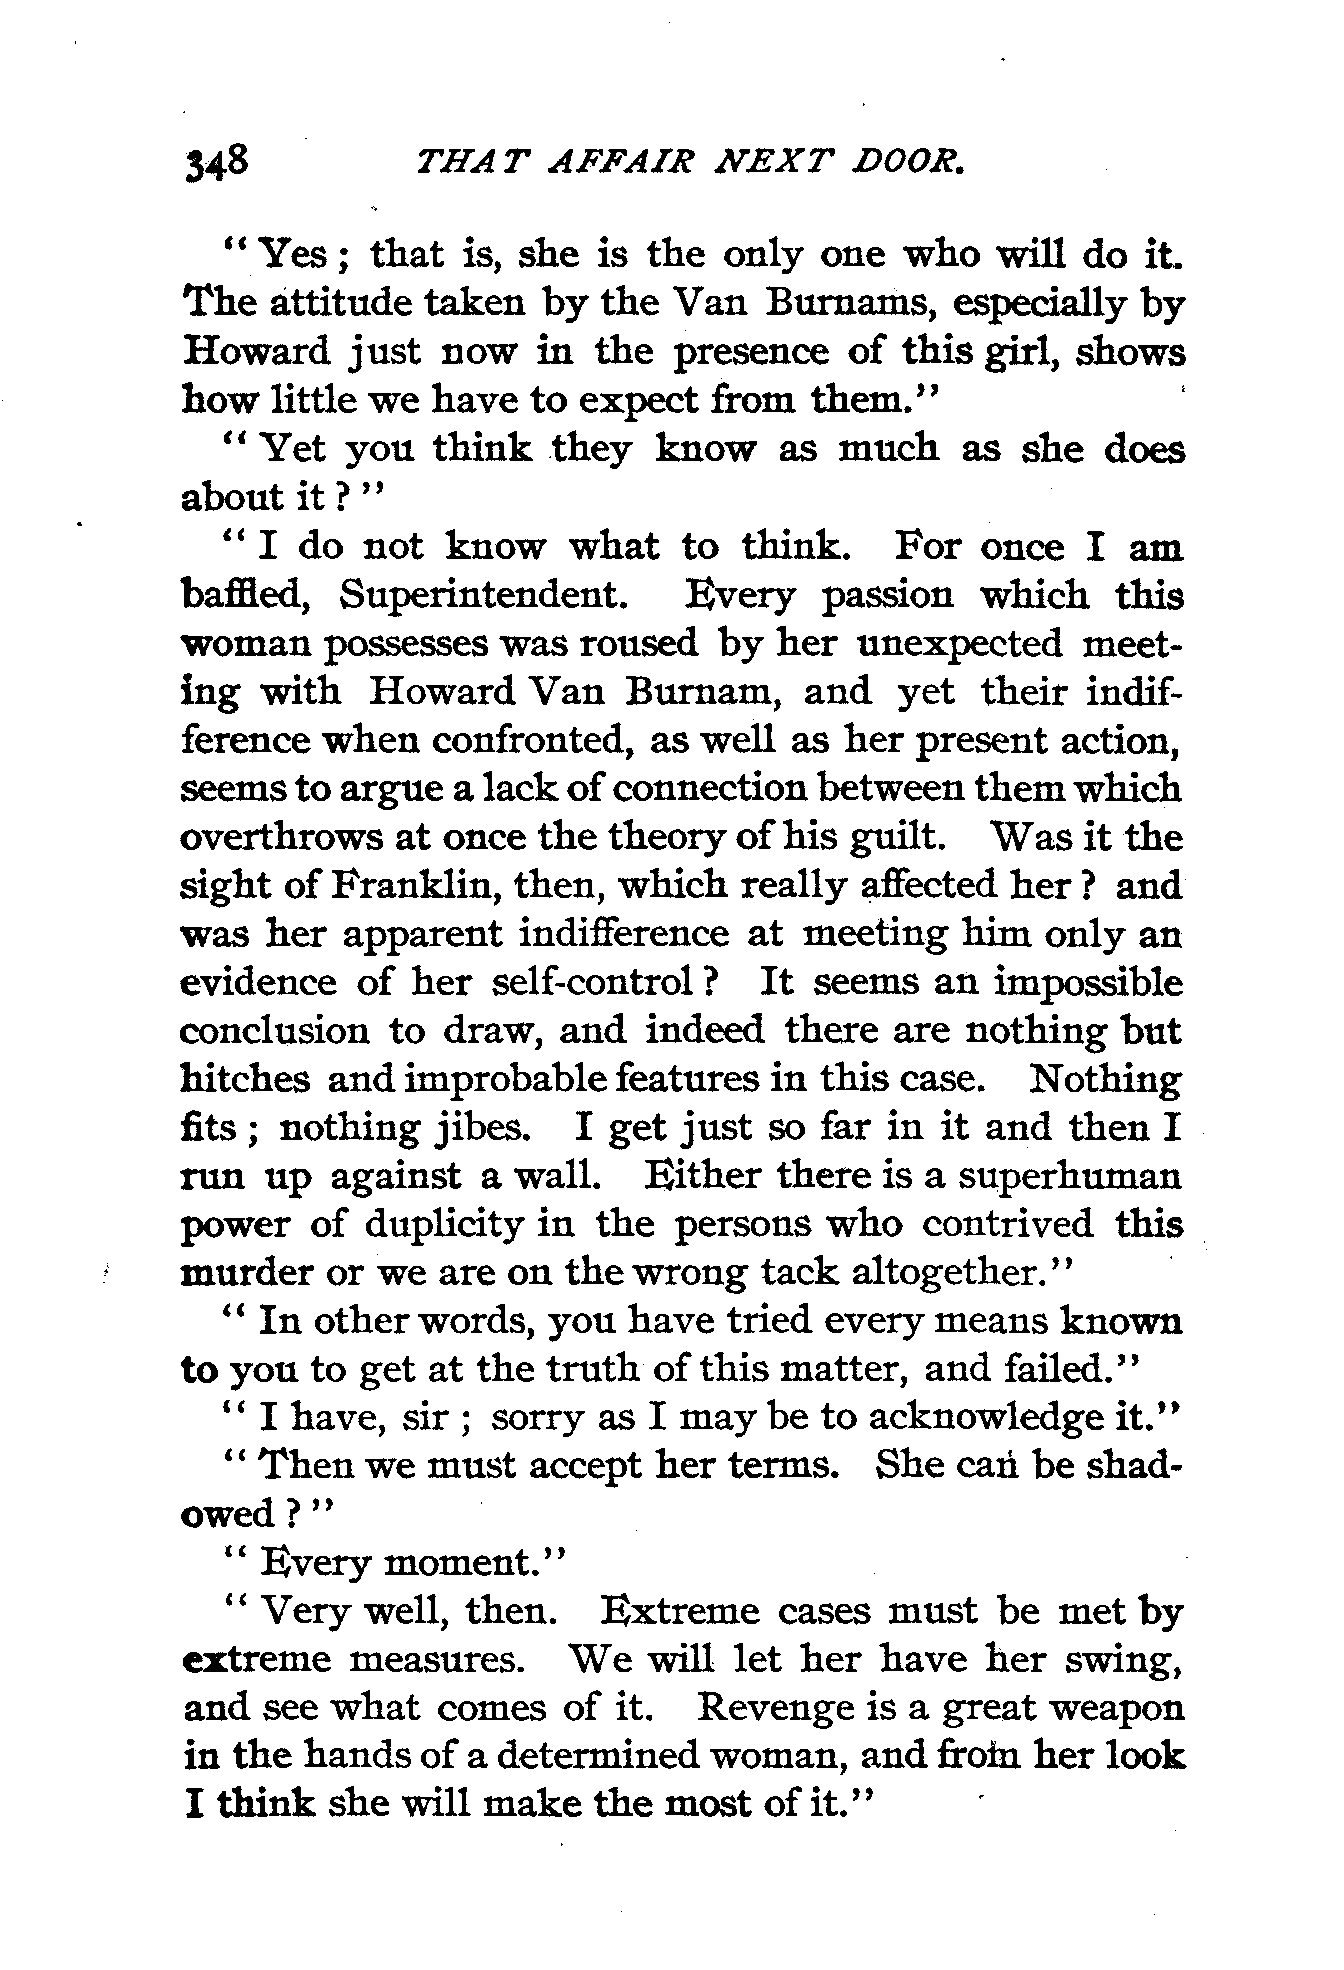 348 THAT AFFAIR NEXT DOOR.
“ Yes ; that is, she is the only one who will do it.
The attitude taken by the Van Burnams, especially by
Howard just now in the presence of this girl, shows
how little we have to expect from them.”
“ Yet you think they know as much as she does
about it ? ”
“ I do not know what to think. For once I am
baffled, Superintendent. Every passion which this
woman possesses was roused by her unexpected meet-
ing with Howard Van Burnam, and yet their indif-
ference when confronted, as well as her present action,
seems to argue a lack of connection between them which
overthrows at once the theory of his guilt. Was it the
sight of Franklin, then, which really affected her ? and
was her apparent indifference at meeting him only an
evidence of her self-control ? It seems an impossible
conclusion to draw, and indeed there are nothing but
hitches and improbable features in this case. Nothing
fits ; nothing jibes. I get just so far in it and then I
run up against a wall. Either there is a superhuman
power of duplicity in the persons who contrived this
murder or we are on the wrong tack altogether.”
“ In other words, you have tried every means known
to you to get at the truth of this matter, and failed.”
“ I have, sir ; sorry as I may be to acknowledge it.”
“ Then we must accept her terms. She can be shad-
owed ? ”
“ Every moment.”
“ Very well, then. Extreme cases must be met by
extreme measures. We will let her have her swing,
and see what comes of it. Revenge is a great weapon
in the hands of a determined woman, and from her look
I think she will make the most of it.”